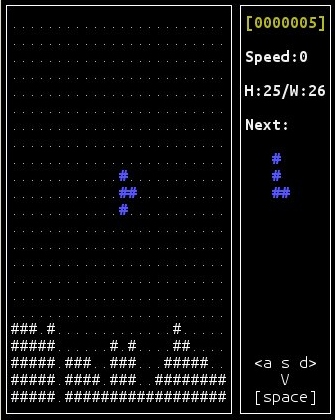 [0000005]
Speed:0
H:25/W:26
Next:
<a s d>
V
[space]